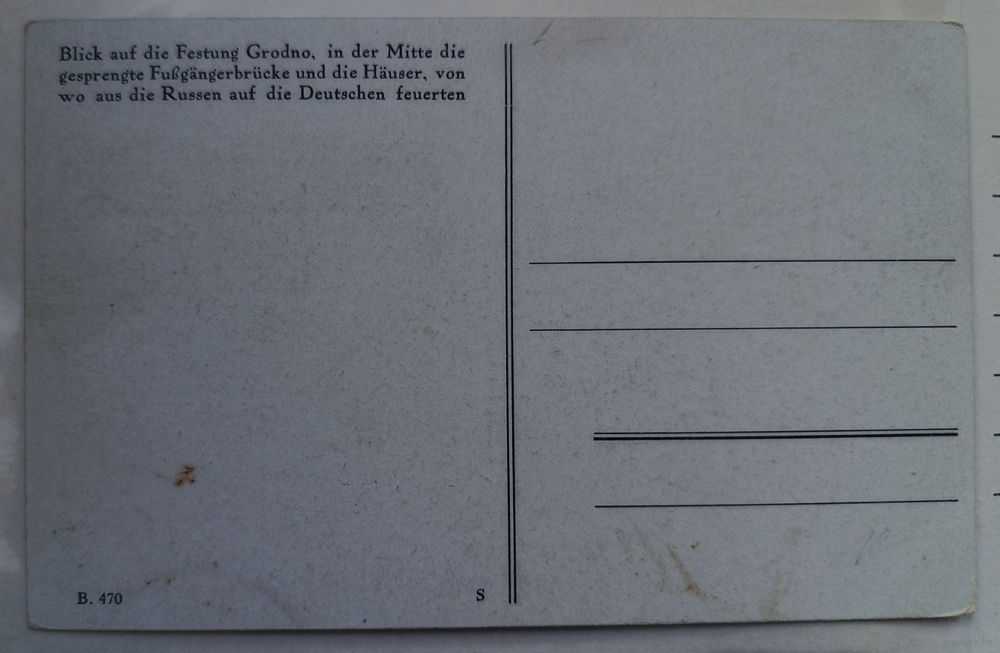 Blick auf die Festung Grodno, in der Mitte die
gesprengte Fußgängerbrücke und die Häuser, von
wo aus die Russen auf die Deutschen feuerten
B. 470
S